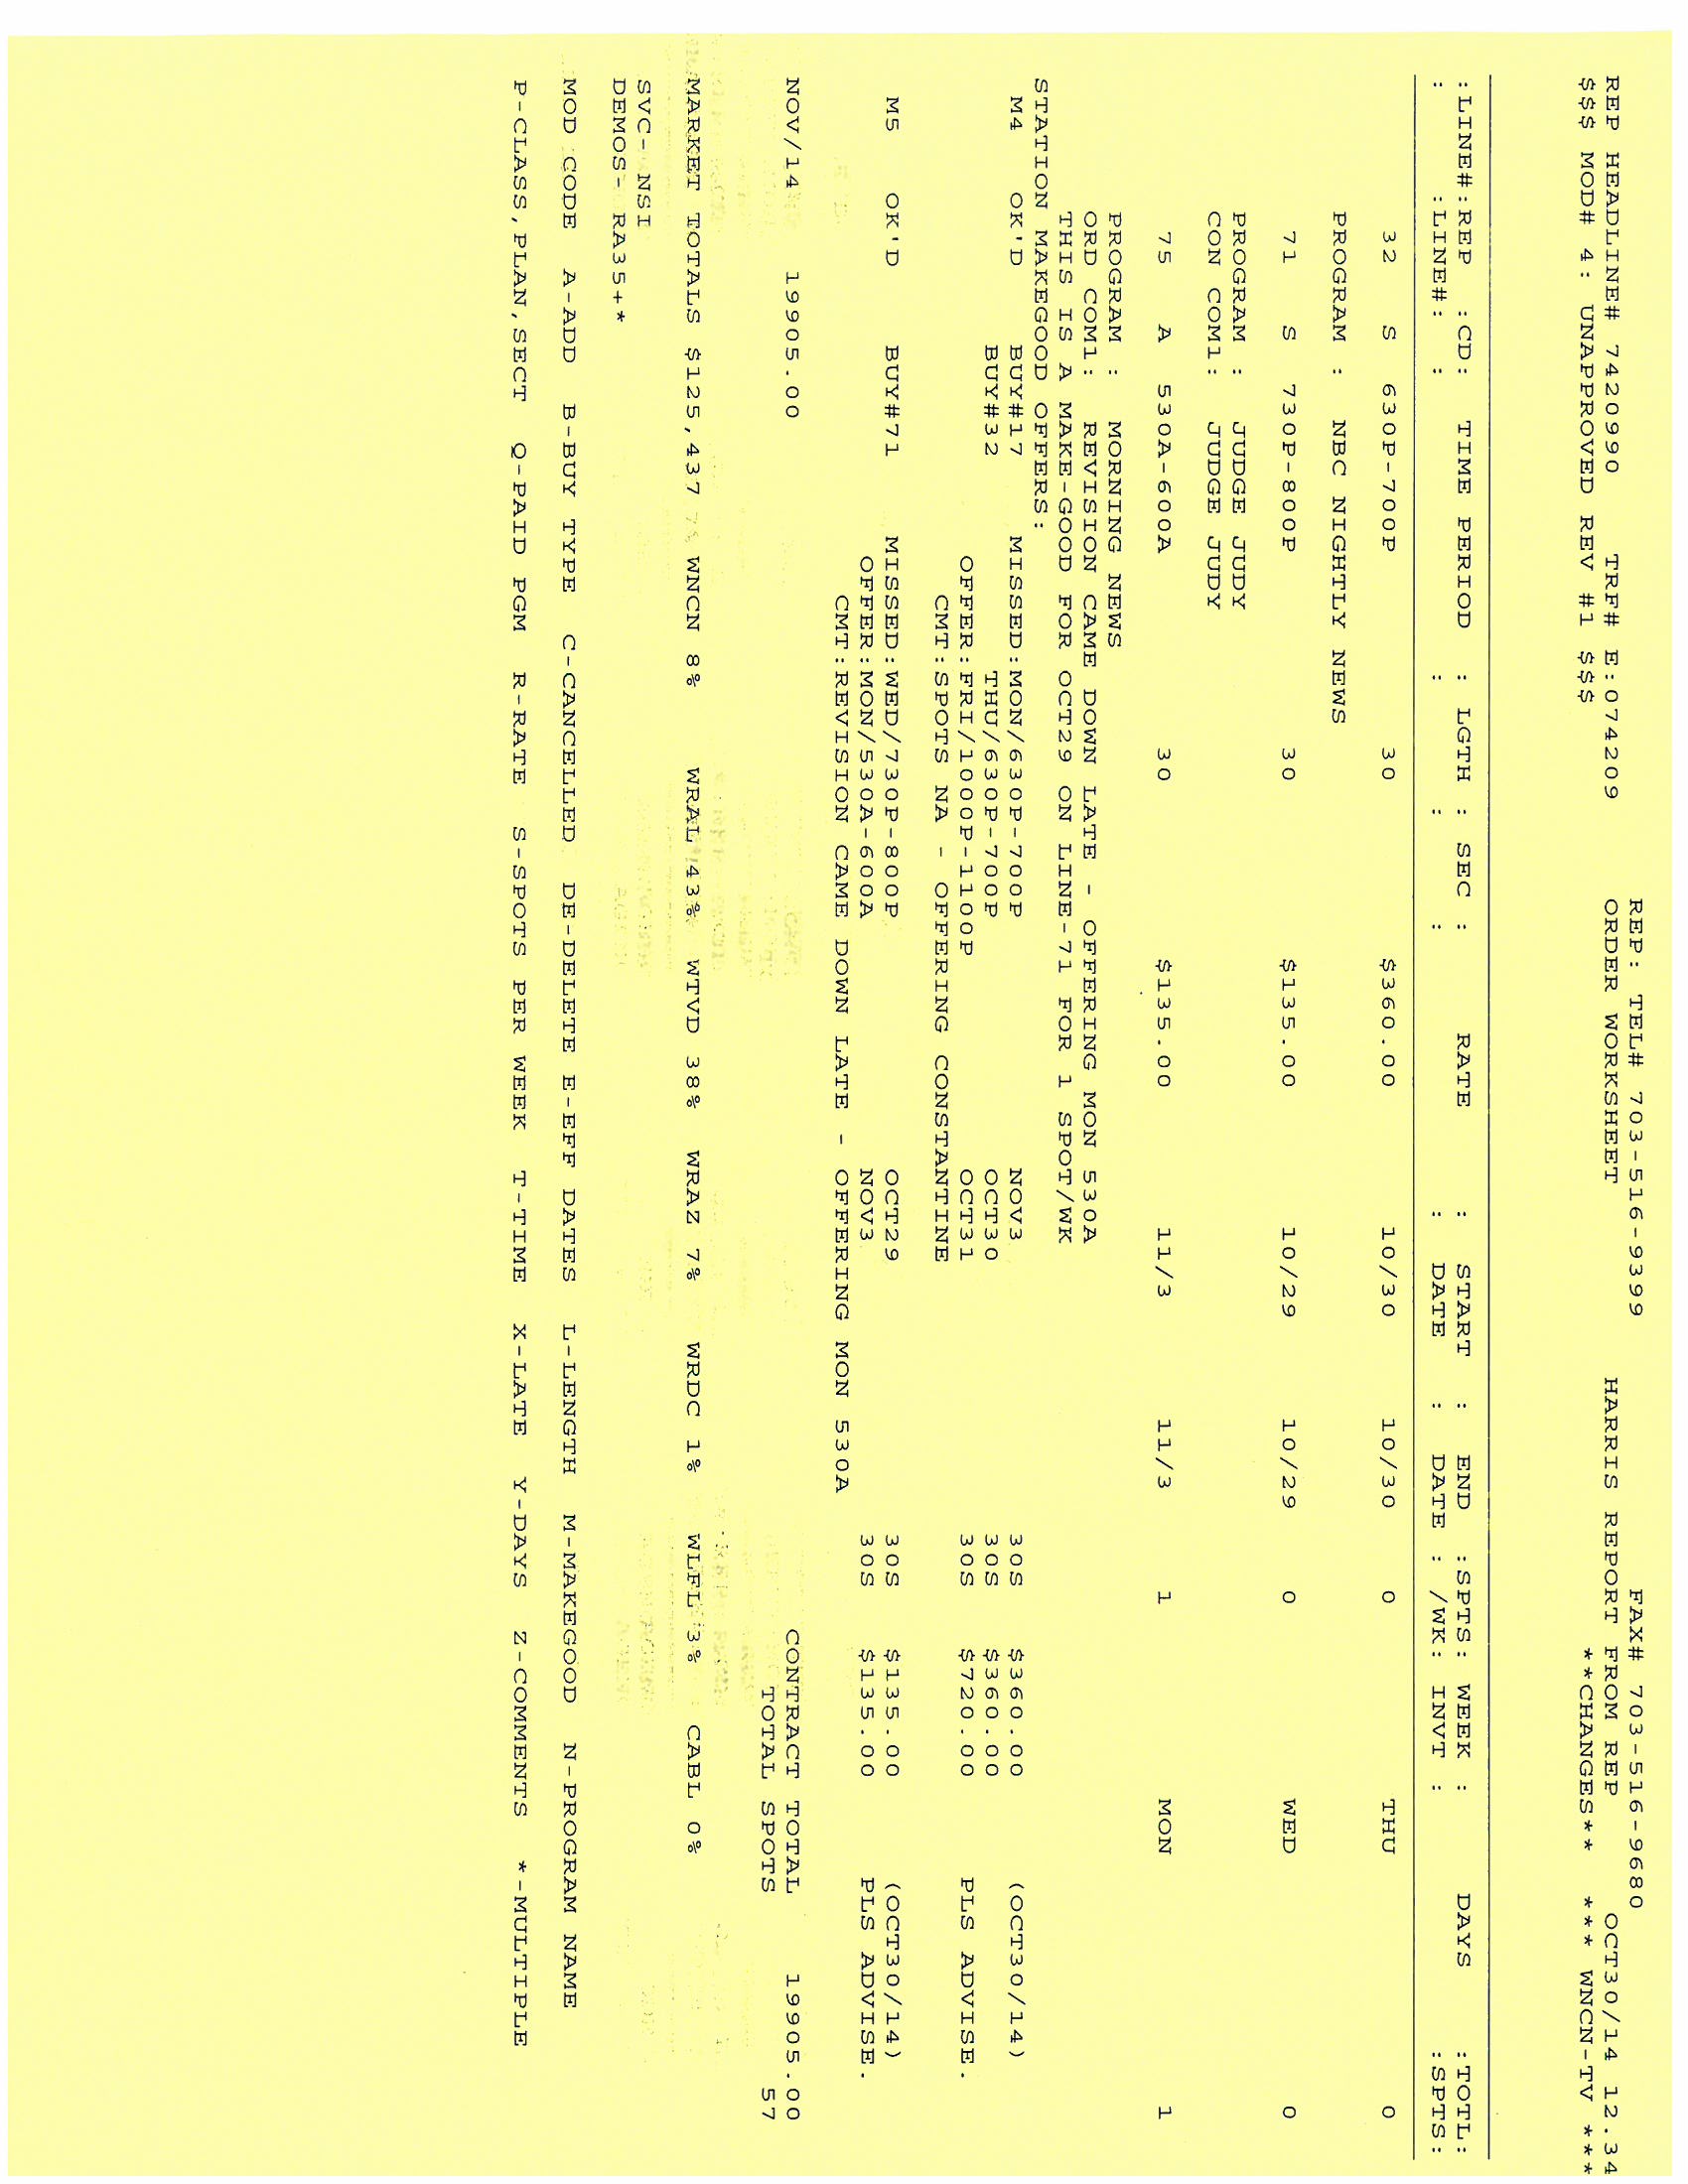 REP: TEL# 703-516-9399 FAX# 703-516-9680
REP HEADLINE# 7420990 TRF# E:074209 ORDER WORKSHEET HARRIS REPORT FROM REP OCT30/14 12.34
$$$ MOD# 4: UNAPPROVED REV #1 $$$ **CHANGES** *** WNCN-TV ***
:LINE#:REP :CD: TIME PERIOD : LGTH : SEC : RATE : START : END :SPTS: WEEK : DAYS :TOTL:
: :LINE#: : : : : : DATE : DATE : /WK: INVT : :SPTS:
32 S 630P-700P 30 $360.00 10/30 10/30 0 THU 0
PROGRAM : NBC NIGHTLY NEWS
71 S 730P-800P 30 $135.00 10/29 10/29 0 WED 0
PROGRAM : JUDGE JUDY
CON COM1: JUDGE JUDY
75 A 530A-600A 30 $135.00 11/3 11/3 1 MON 1
PROGRAM : MORNING NEWS
ORD COM1: REVISION CAME DOWN LATE - OFFERING MON 530A
THIS IS A MAKE-GOOD FOR OCT29 ON LINE-71 FOR 1 SPOT/WK
STATION MAKEGOOD OFFERS:
M4 OK'D BUY#17 MISSED:MON/630P-700P NOV3 30S $360.00 (OCT30/14)
BUY#32 THU/630P-700P OCT30 30S $360.00
OFFER:FRI/1000P-1100P OCT31 30S $720.00 PLS ADVISE.
CMT:SPOTS NA - OFFERING CONSTANTINE
M5 OK'D BUY#71 MISSED:WED/730P-800P OCT29 30S $135.00 (OCT30/14)
OFFER:MON/530A-600A NOV3 30S $135.00 PLS ADVISE.
CMT:REVISION CAME DOWN LATE - OFFERING MON 530A
NOV/14 19905.00 CONTRACT TOTAL 19905.00
TOTAL SPOTS 57
MARKET TOTALS $125,437 WNCN 8% WRAL 43% WTVD 38% WRAZ 7% WRDC 1% WLFL 3% CABL 0%
SVC- NSI
DEMOS- RA35+*
MOD CODE A-ADD B-BUY TYPE C-CANCELLED DE-DELETE E-EFF DATES L-LENGTH M-MAKEGOOD N-PROGRAM NAME
P-CLASS,PLAN,SECT Q-PAID PGM R-RATE S-SPOTS PER WEEK T-TIME X-LATE Y-DAYS Z-COMMENTS *-MULTIPLE